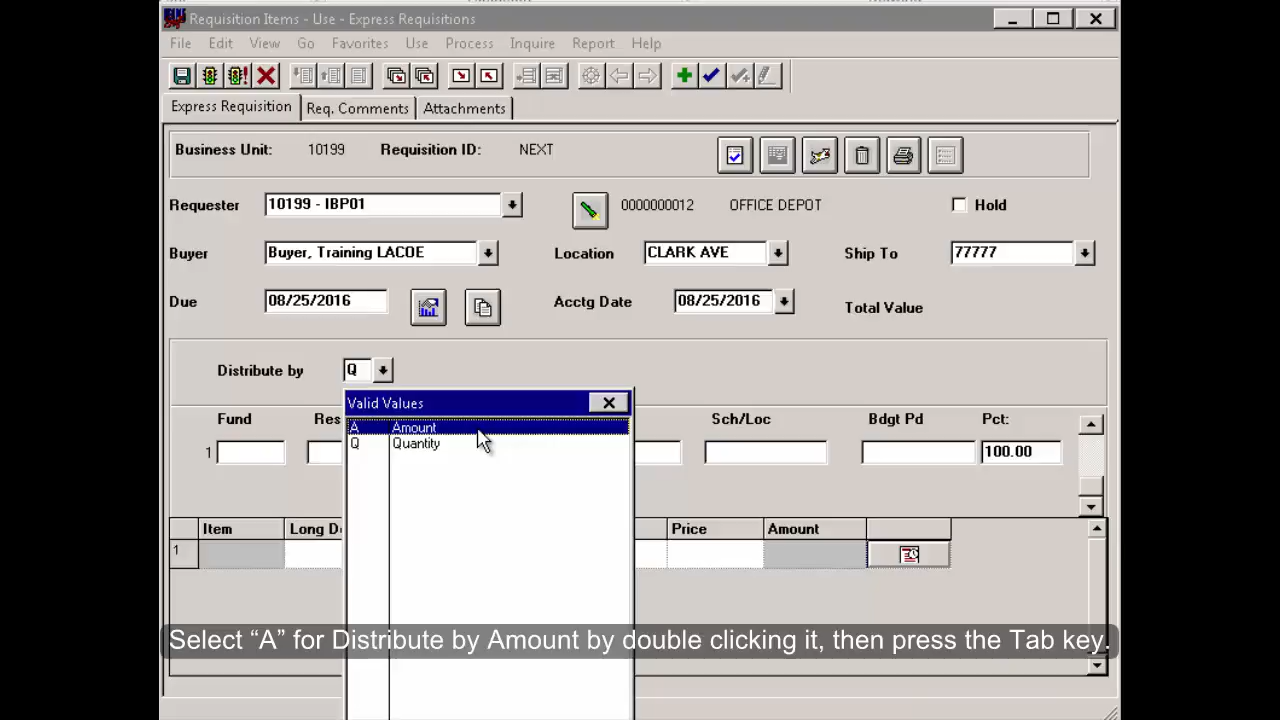 Requisition Items - Use - Express Requisitions
File Edit View Go Favorites Use Process Inquire Report Help
Express Requisition Req. Comments Attachments
Business Unit: 10199 Requisition ID: NEXT
Requester 10199 - IBP01 0000000012 OFFICE DEPOT Hold
Buyer Buyer, Training LACOE Location CLARK AVE Ship To 77777
Due 08/25/2016 Acctg Date 08/25/2016 Total Value
Distribute by Q
Valid Values
A Amount
Q Quantity
Fund Res Sch/Loc Bdgt Pd Pct:
1 100.00
Item Long D Price Amount
1
Select “A” for Distribute by Amount by double clicking it, then press the Tab key.